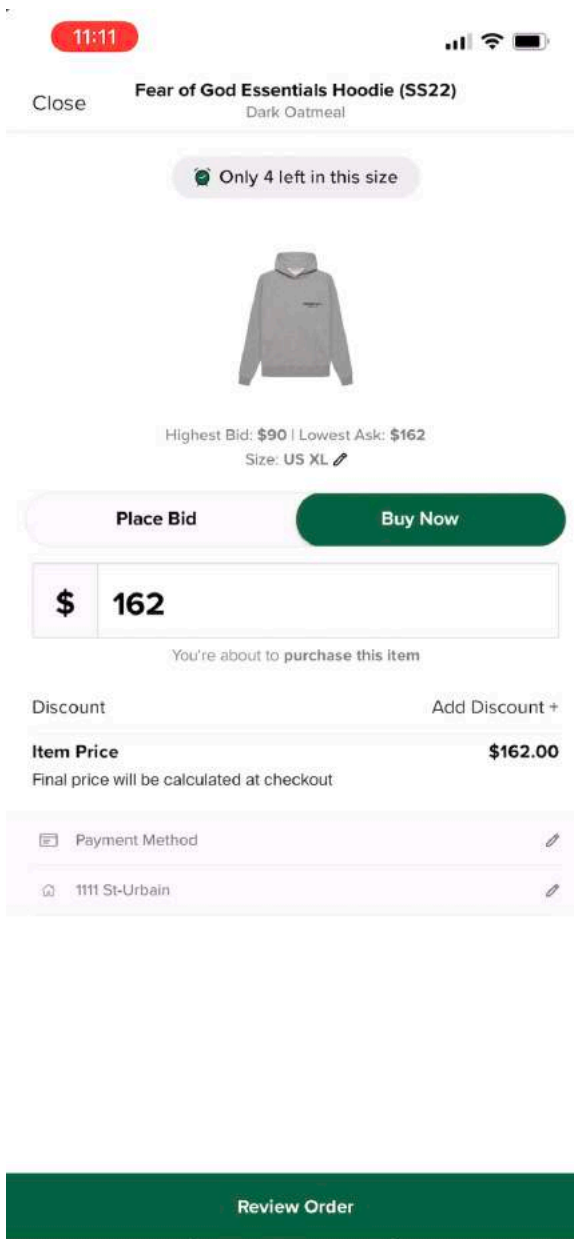 11:11
Close
Fear of God Essentials Hoodie (SS22)
Dark Oatmeal
Only 4 left in this size
Highest Bid: $90 | Lowest Ask: $162
Size: US XL
Place Bid
Buy Now
$ 162
You're about to purchase this item
Discount Add Discount +
Item Price $162.00
Final price will be calculated at checkout
Payment Method
1111 St-Urbain
Review Order